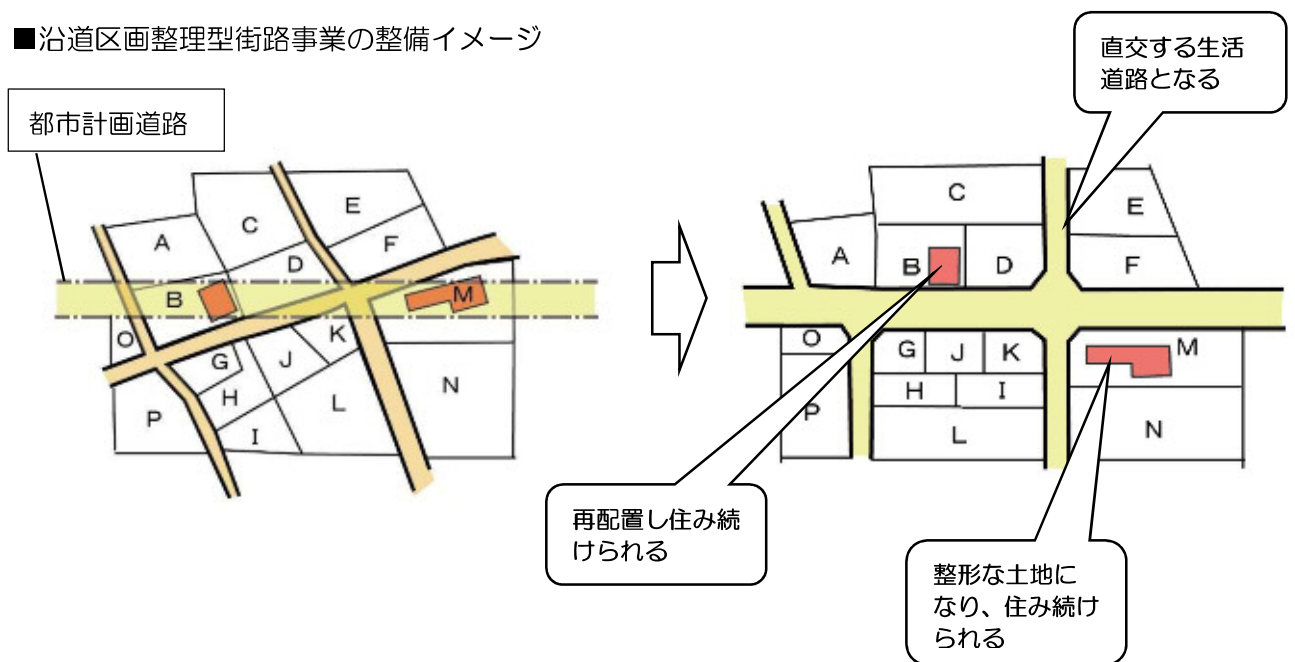 ■沿道区画整理型街路事業の整備イメージ
都市計画道路
A
B
C
D
E
F
G
H
I
J
K
L
M
N
O
P
直交する生活
道路となる
A
B
C
D
E
F
G
H
I
J
K
L
M
N
O
P
再配置し住み続
けられる
整形な土地に
なり、住み続け
られる